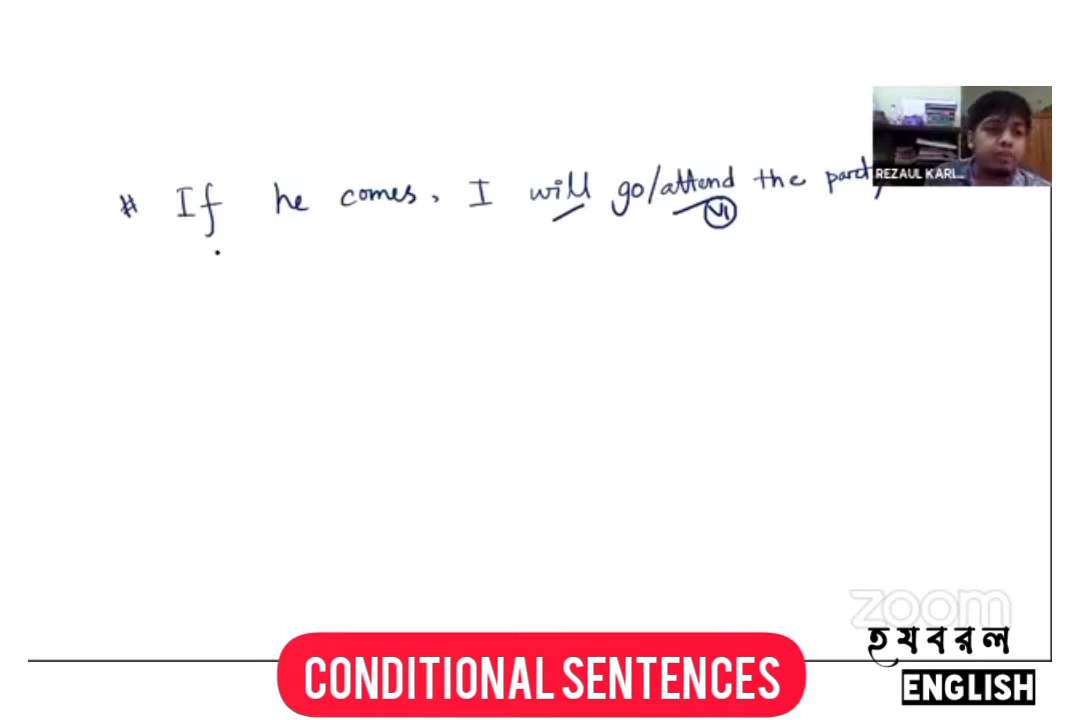 * If he comes, I will go/attend the party
V1
REZAUL KARI...
zoom
হযবরল
ENGLISH
CONDITIONAL SENTENCES